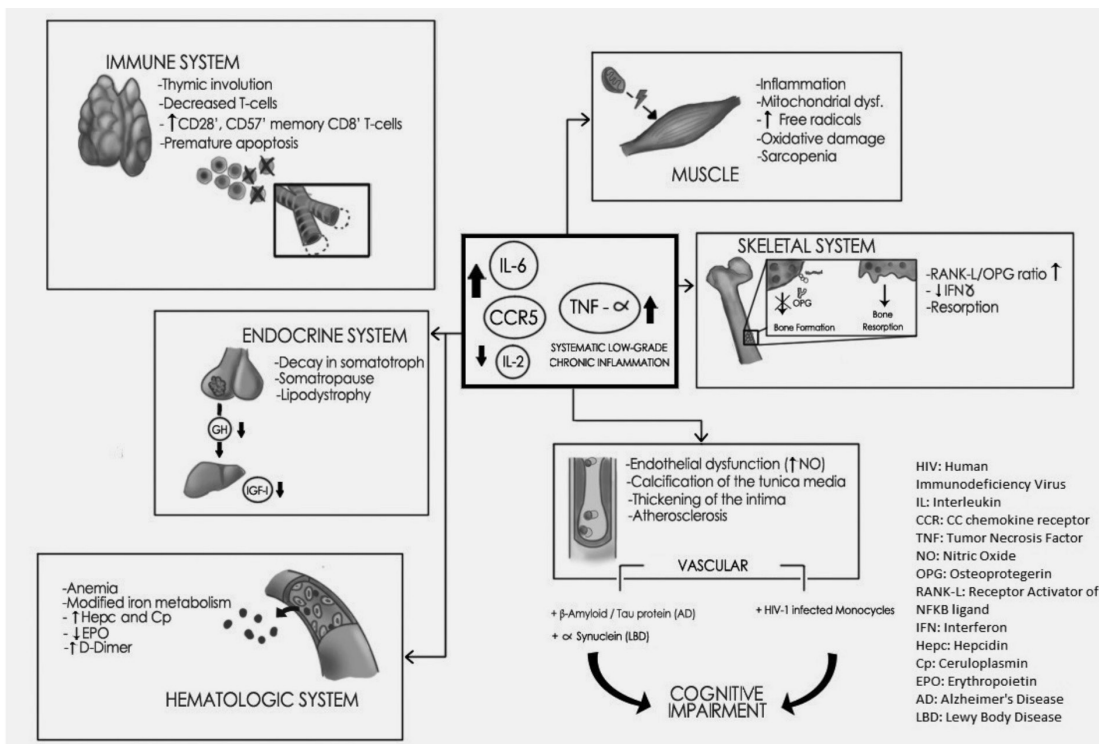 IMMUNE SYSTEM
-Thymic involution
-Decreased T-cells
-↑CD28', CD57' memory CD8' T-cells
-Premature apoptosis
-Inflammation
-Mitochondrial dysf.
-↑ Free radicals
-Oxidative damage
-Sarcopenia
MUSCLE
IL-6
CCR5
IL-2
TNF - α
SYSTEMATIC LOW-GRADE
CHRONIC INFLAMMATION
SKELETAL SYSTEM
OPG
Bone Formation
Bone
Resorption
-RANK-L/OPG ratio ↑
-↓IFNɣ
-Resorption
ENDOCRINE SYSTEM
-Decay in somatotroph
-Somatropause
-Lipodystrophy
GH
IGF-I
-Endothelial dysfunction (↑NO)
-Calcification of the tunica media
-Thickening of the intima
-Atherosclerosis
VASCULAR
+ β-Amyloid / Tau protein (AD)
+ α Synuclein (LBD)
+ HIV-1 infected Monocycles
COGNITIVE
IMPAIRMENT
-Anemia
-Modified iron metabolism
-↑Hepc and Cp
-↓EPO
-↑D-Dimer
HEMATOLOGIC SYSTEM
HIV: Human
Immunodeficiency Virus
IL: Interleukin
CCR: CC chemokine receptor
TNF: Tumor Necrosis Factor
NO: Nitric Oxide
OPG: Osteoprotegerin
RANK-L: Receptor Activator of
NFKB ligand
IFN: Interferon
Hepc: Hepcidin
Cp: Ceruloplasmin
EPO: Erythropoietin
AD: Alzheimer's Disease
LBD: Lewy Body Disease